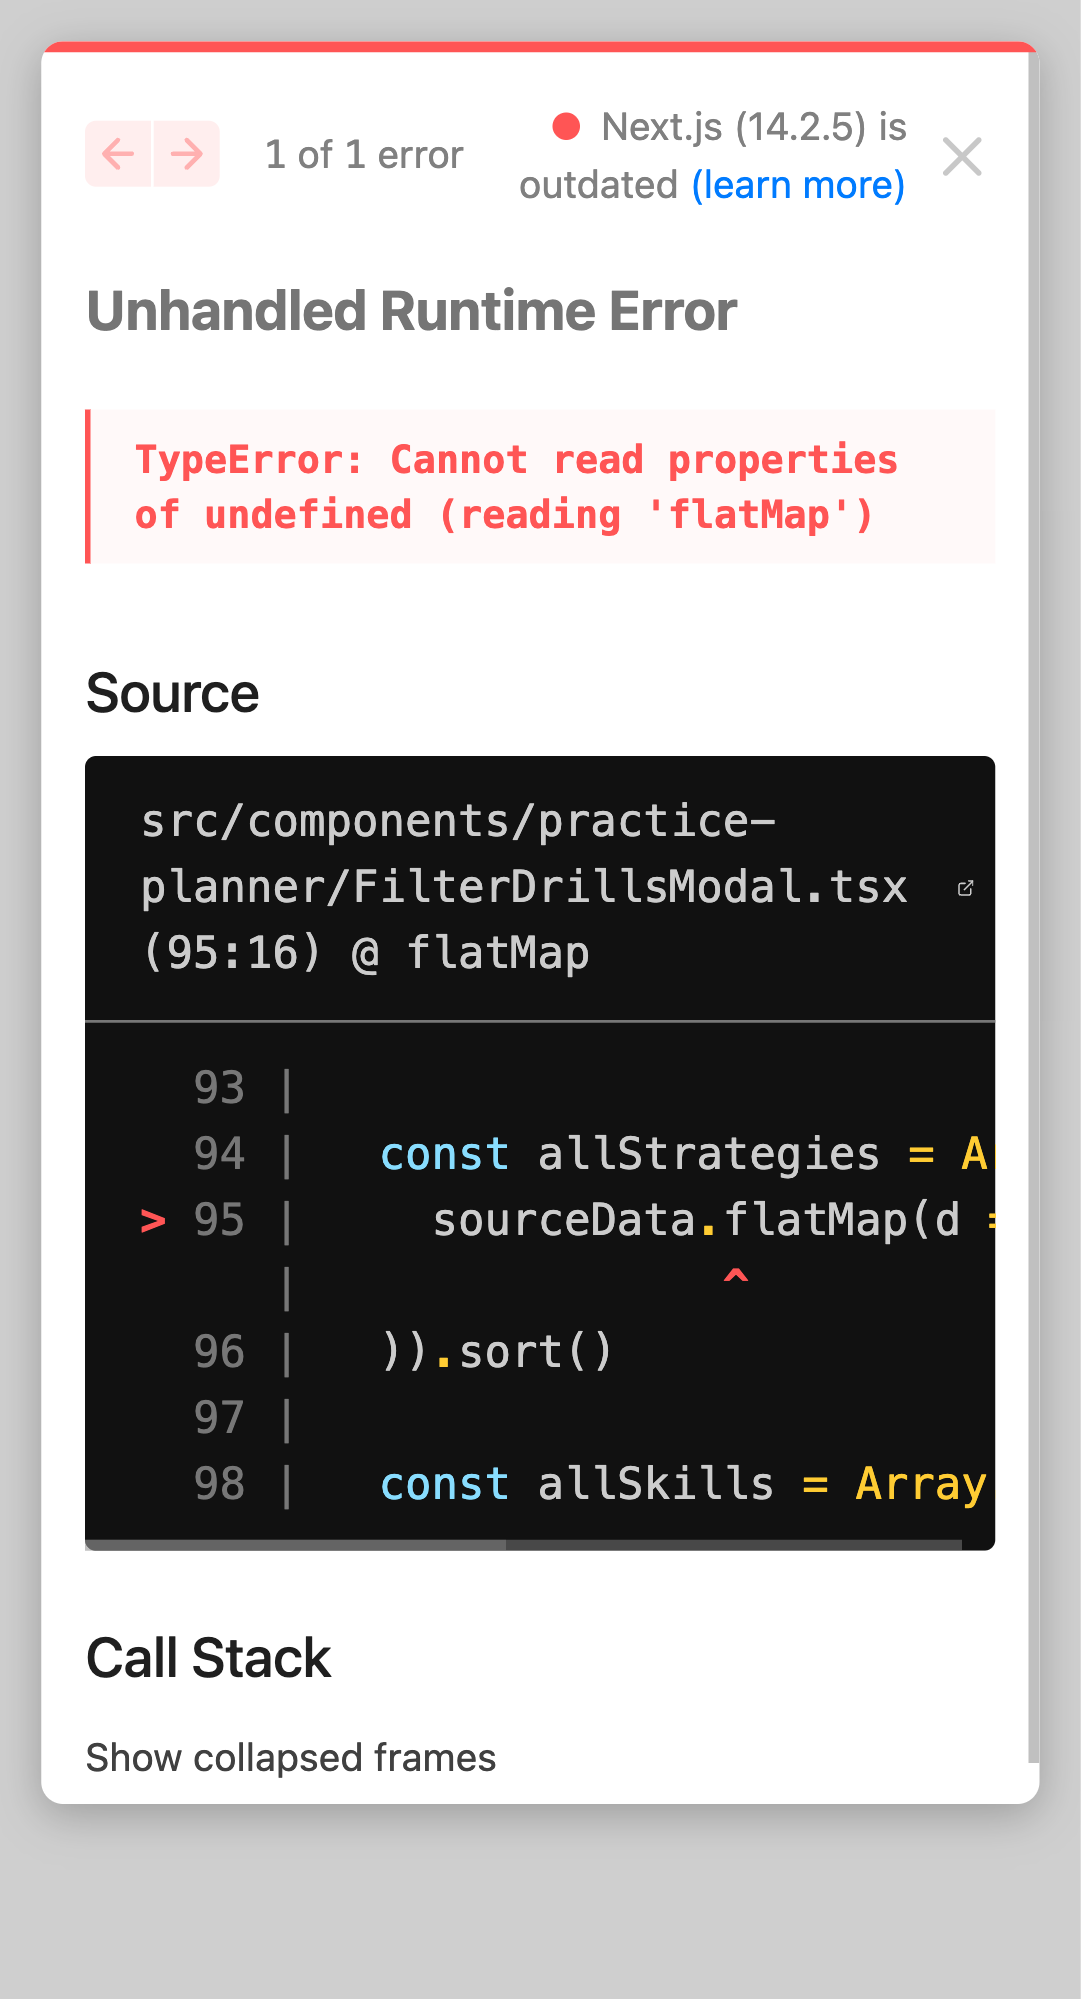 1 of 1 error
Next.js (14.2.5) is
outdated (learn more)
Unhandled Runtime Error
TypeError: Cannot read properties
of undefined (reading 'flatMap')
Source
src/components/practice-
planner/FilterDrillsModal.tsx
(95:16) @ flatMap
93 |
94 |   const allStrategies = A
> 95 |     sourceData.flatMap(d =
|                ^
96 |   )).sort()
97 |
98 |   const allSkills = Array
Call Stack
Show collapsed frames